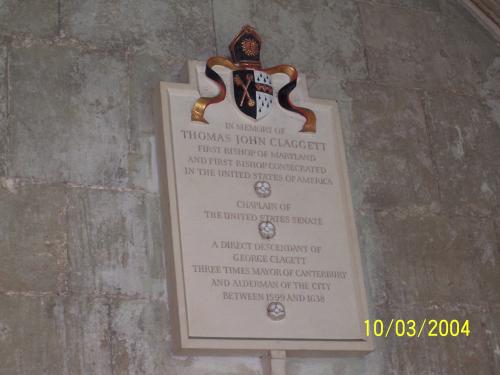 IN MEMORY OF
THOMAS JOHN CLAGGETT
FIRST BISHOP OF MARYLAND
AND FIRST BISHOP CONSECRATED
IN THE UNITED STATES OF AMERICA
CHAPLAIN OF
THE UNITED STATES SENATE
A DIRECT DESCENDANT OF
GEORGE CLAGETT
THREE TIMES MAYOR OF CANTERBURY
AND ALDERMAN OF THE CITY
BETWEEN 1599 AND 1638
10/03/2004